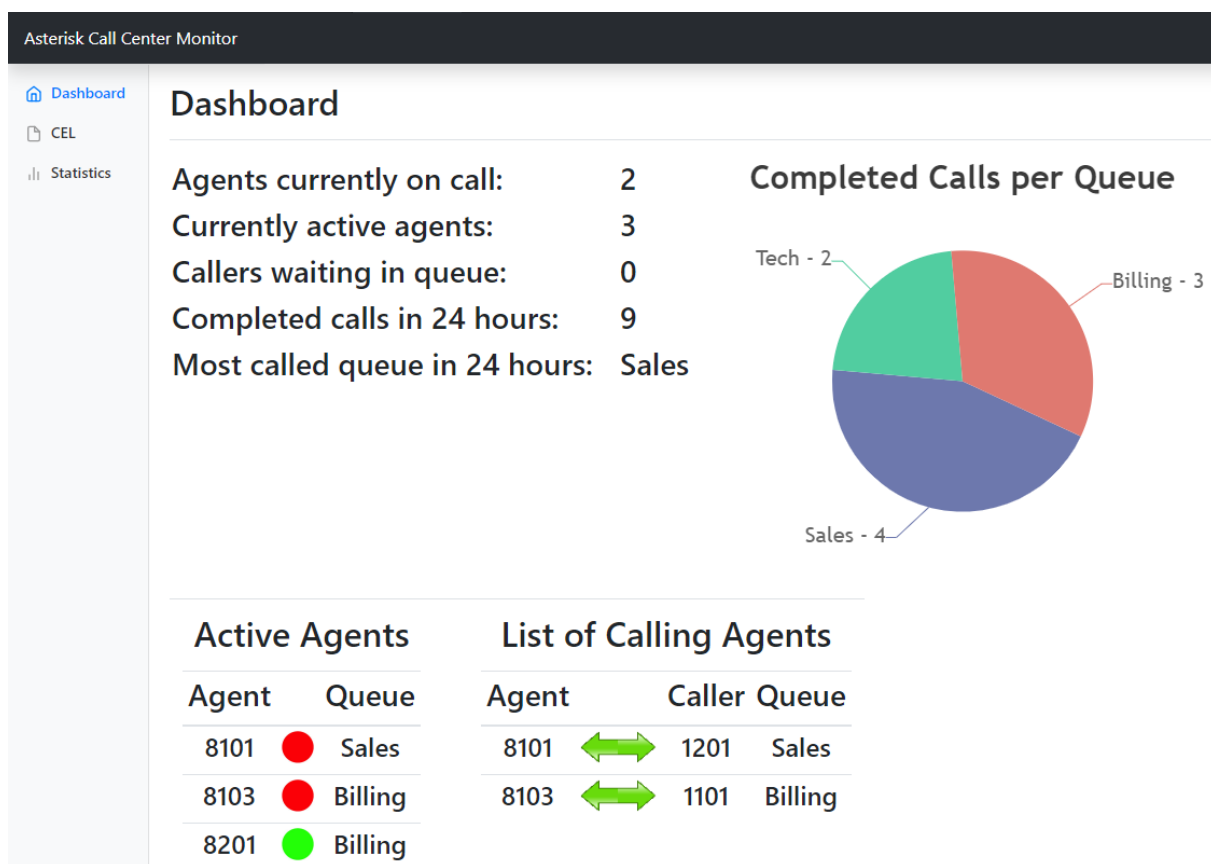 Asterisk Call Center Monitor
Dashboard
CEL
Statistics
Dashboard
Agents currently on call: 2
Currently active agents: 3
Callers waiting in queue: 0
Completed calls in 24 hours: 9
Most called queue in 24 hours: Sales
Completed Calls per Queue
Tech - 2
Billing - 3
Sales - 4
Active Agents
Agent Queue
8101 Sales
8103 Billing
8201 Billing
List of Calling Agents
Agent Caller Queue
8101 1201 Sales
8103 1101 Billing